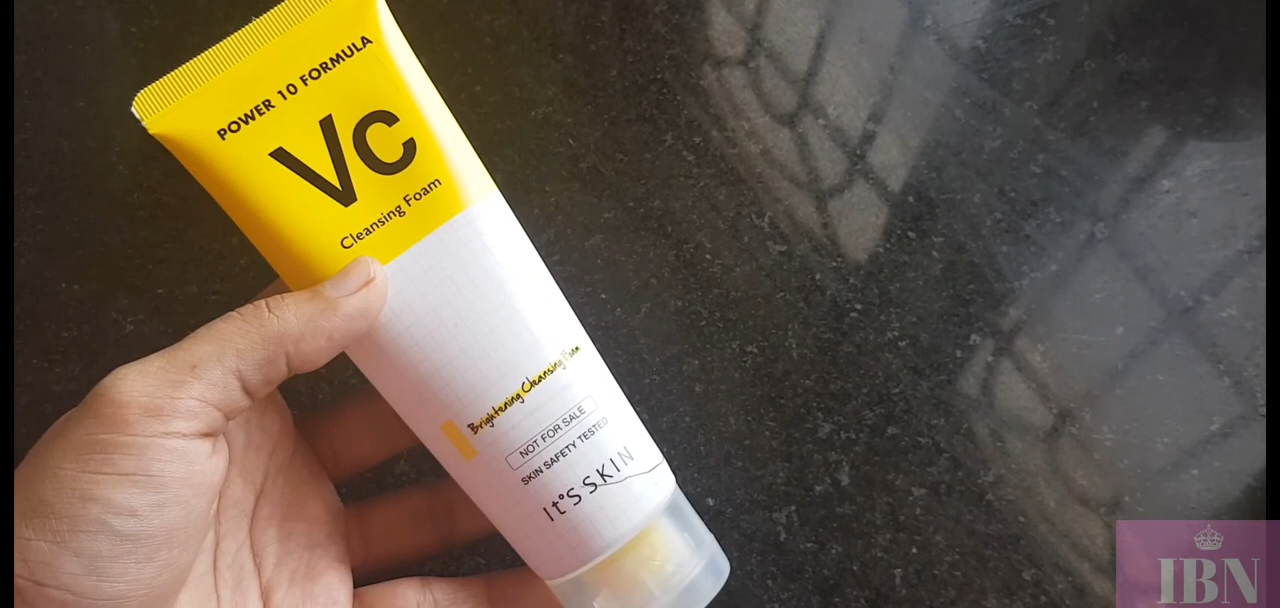 POWER 10 FORMULA
Vc
Cleansing Foam
Brightening Cleansing Foam
NOT FOR SALE
SKIN SAFETY TESTED
It'S SKIN
IBN